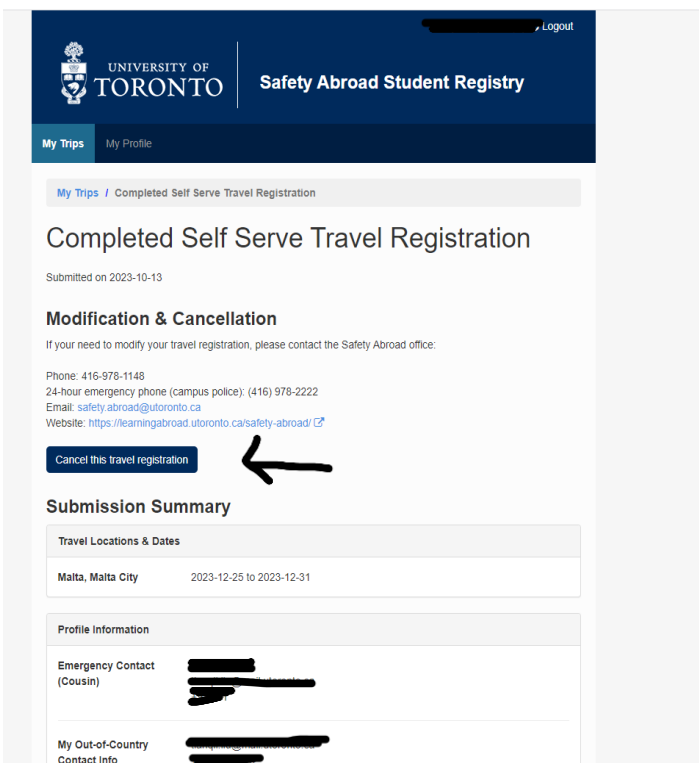 Logout
UNIVERSITY OF
TORONTO
Safety Abroad Student Registry
My Trips My Profile
My Trips / Completed Self Serve Travel Registration
Completed Self Serve Travel Registration
Submitted on 2023-10-13
Modification & Cancellation
If your need to modify your travel registration, please contact the Safety Abroad office:
Phone: 416-978-1148
24-hour emergency phone (campus police): (416) 978-2222
Email: safety.abroad@utoronto.ca
Website: https://learningabroad.utoronto.ca/safety-abroad/
Cancel this travel registration
Submission Summary
Travel Locations & Dates
Malta, Malta City 2023-12-25 to 2023-12-31
Profile Information
Emergency Contact
(Cousin)
My Out-of-Country
Contact Info